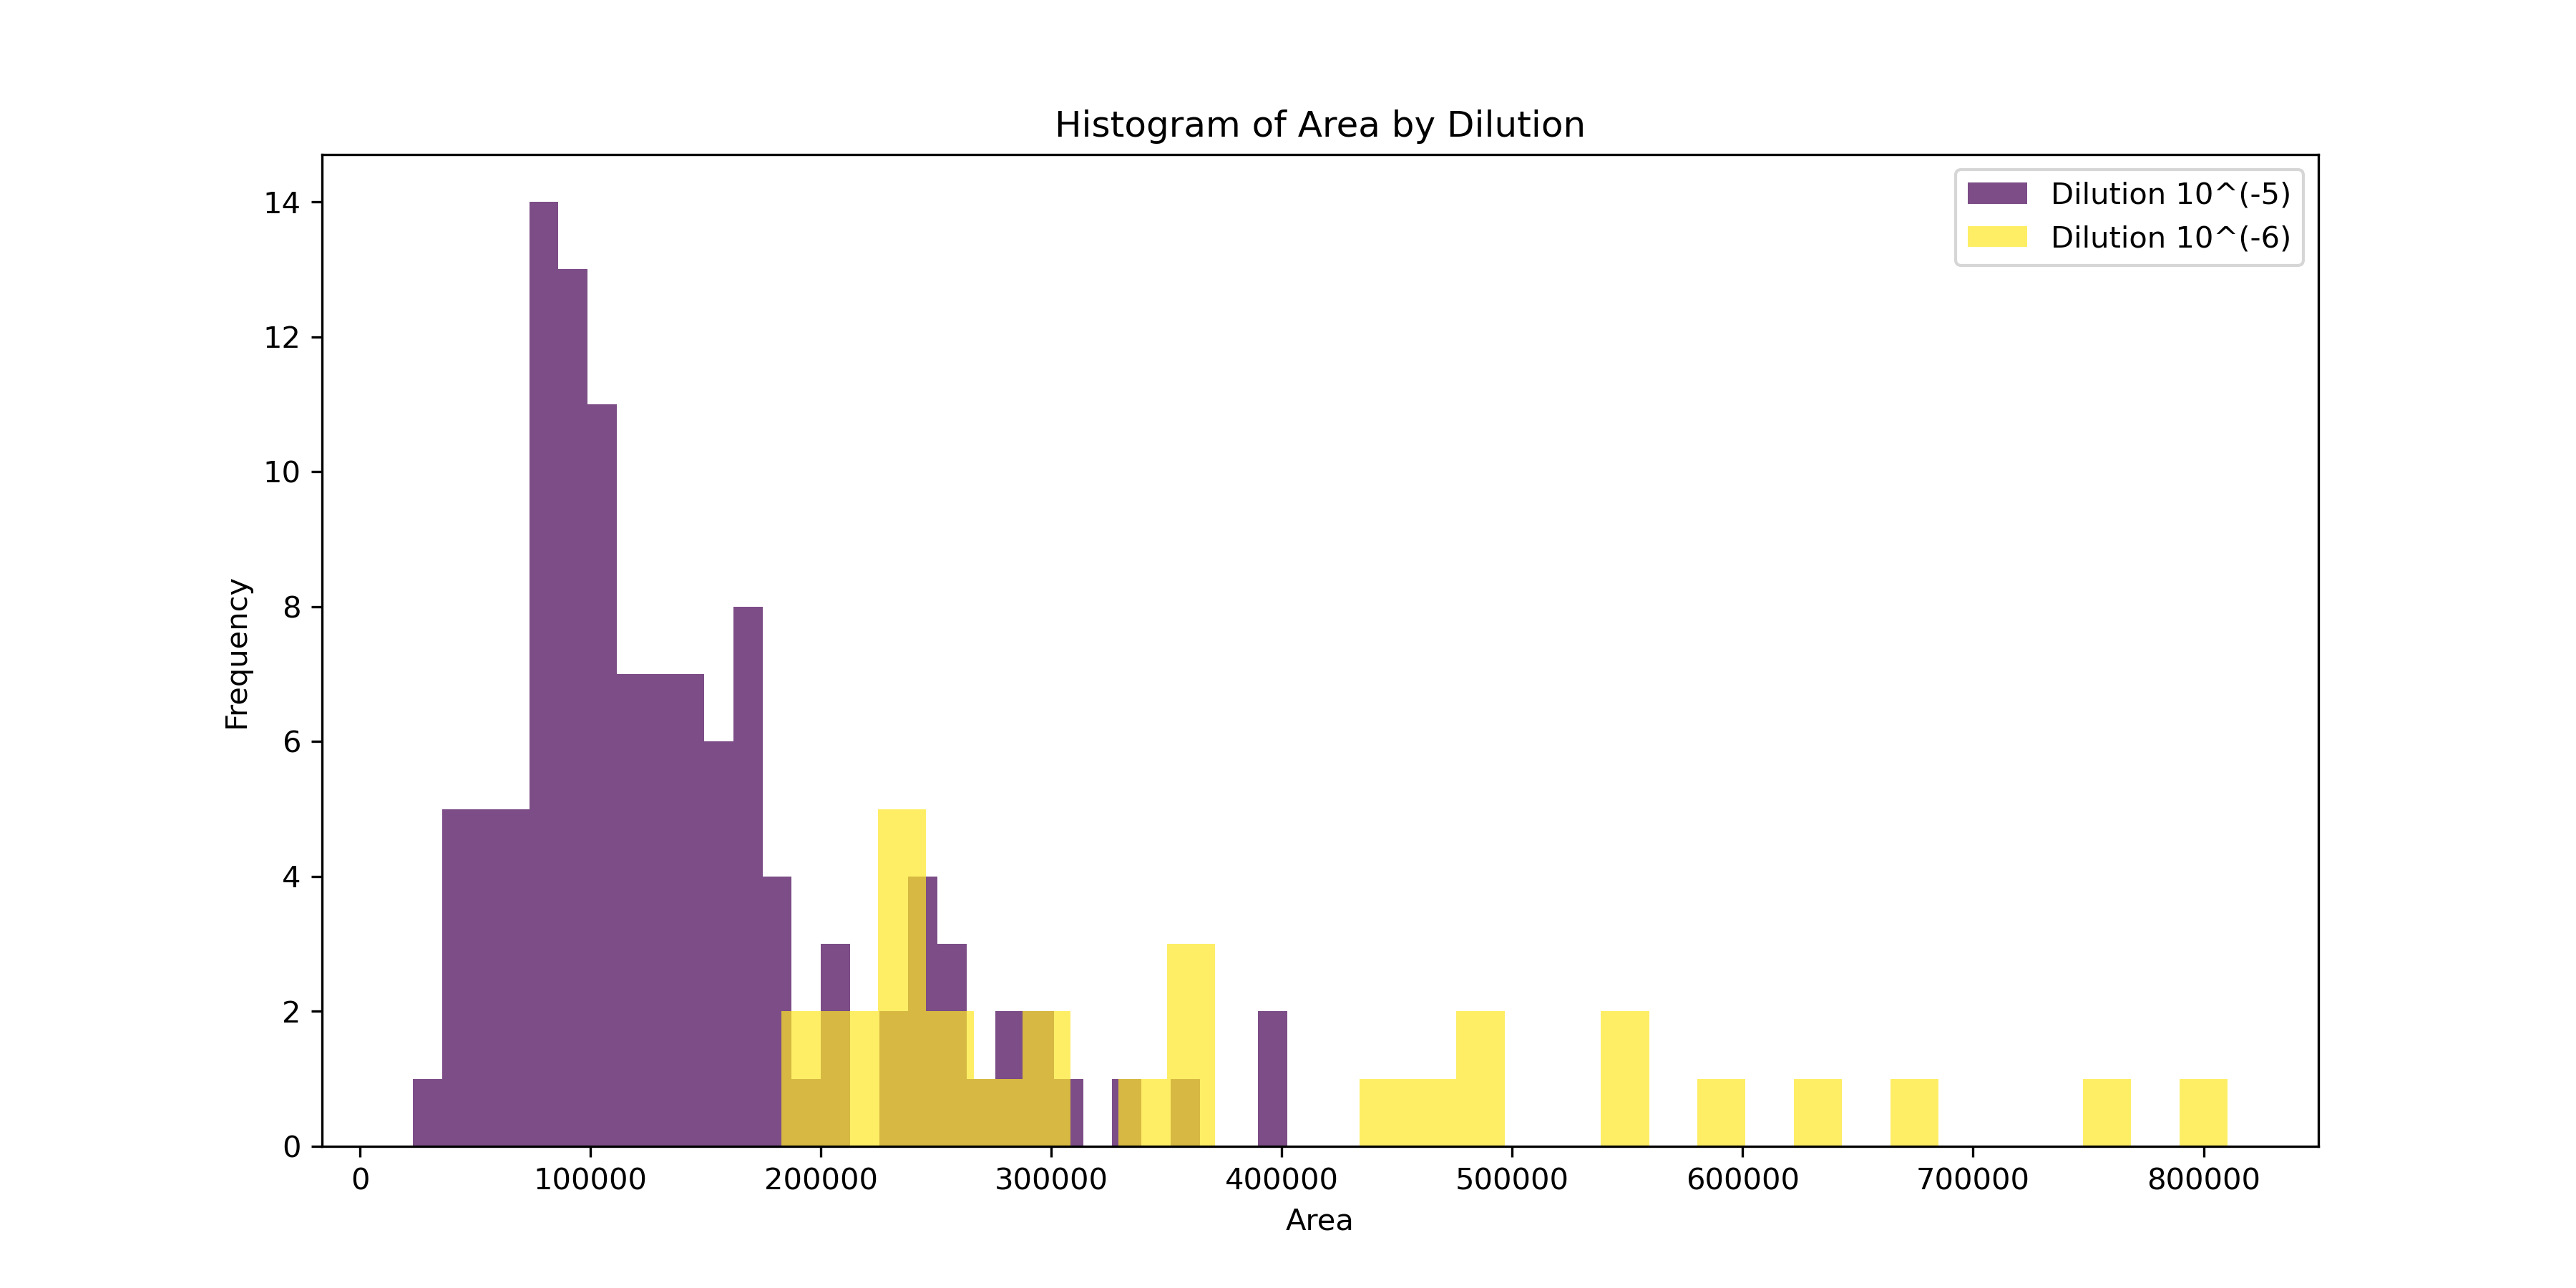 Histogram of Area by Dilution
Dilution 10^(-5)
Dilution 10^(-6)
Frequency
14
12
10
8
6
4
2
0
0 100000 200000 300000 400000 500000 600000 700000 800000
Area